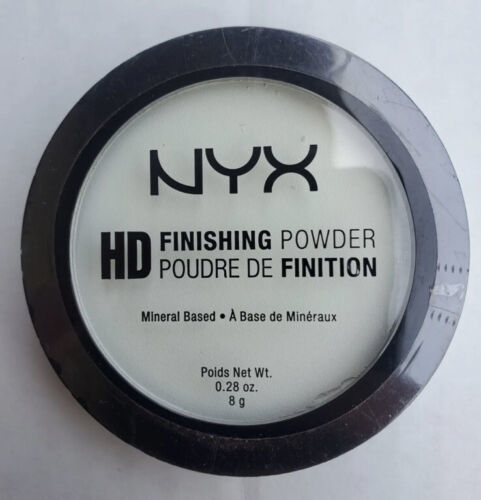 NYX
HD FINISHING POWDER
POUDRE DE FINITION
Mineral Based • À Base de Minéraux
Poids Net Wt.
0.28 oz.
8 g